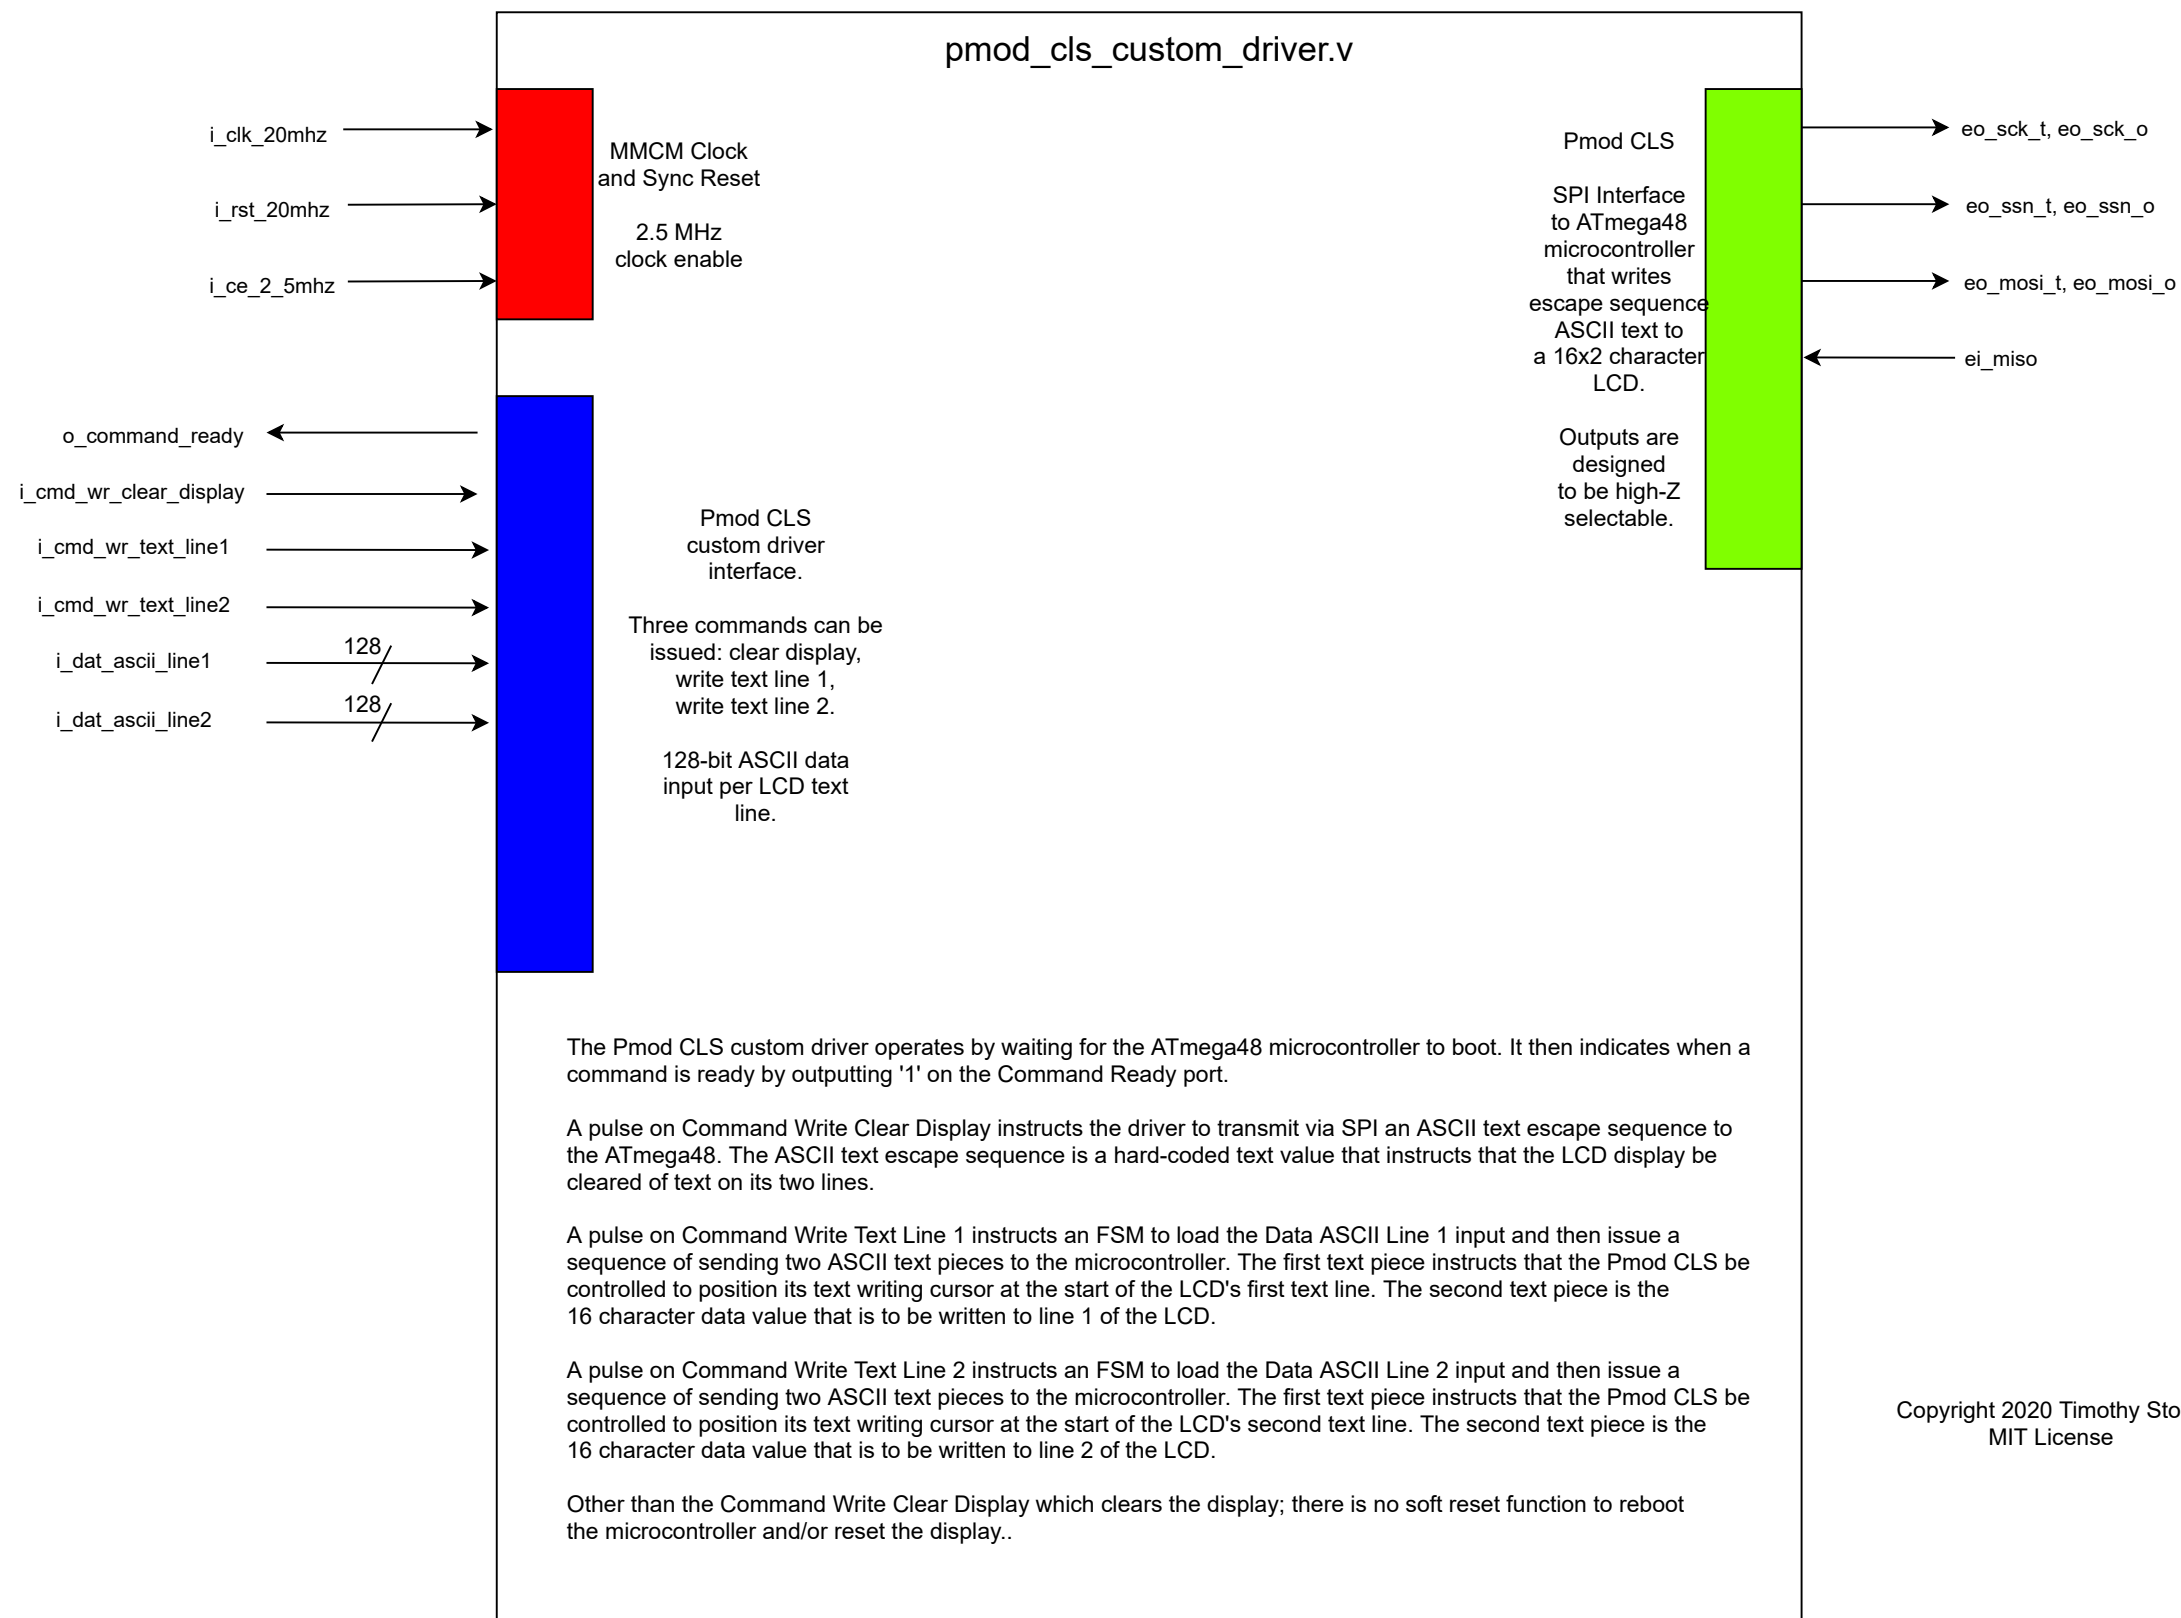 pmod_cls_custom_driver.v
i_clk_20mhz
i_rst_20mhz
i_ce_2_5mhz
MMCM Clock
and Sync Reset
2.5 MHz
clock enable
Pmod CLS
SPI Interface
to ATmega48
microcontroller
that writes
escape sequence
ASCII text to
a 16x2 character
LCD.
Outputs are
designed
to be high-Z
selectable.
eo_sck_t, eo_sck_o
eo_ssn_t, eo_ssn_o
eo_mosi_t, eo_mosi_o
ei_miso
o_command_ready
i_cmd_wr_clear_display
i_cmd_wr_text_line1
i_cmd_wr_text_line2
128
i_dat_ascii_line1
128
i_dat_ascii_line2
Pmod CLS
custom driver
interface.
Three commands can be
issued: clear display,
write text line 1,
write text line 2.
128-bit ASCII data
input per LCD text
line.
The Pmod CLS custom driver operates by waiting for the ATmega48 microcontroller to boot. It then indicates when a
command is ready by outputting '1' on the Command Ready port.
A pulse on Command Write Clear Display instructs the driver to transmit via SPI an ASCII text escape sequence to
the ATmega48. The ASCII text escape sequence is a hard-coded text value that instructs that the LCD display be
cleared of text on its two lines.
A pulse on Command Write Text Line 1 instructs an FSM to load the Data ASCII Line 1 input and then issue a
sequence of sending two ASCII text pieces to the microcontroller. The first text piece instructs that the Pmod CLS be
controlled to position its text writing cursor at the start of the LCD's first text line. The second text piece is the
16 character data value that is to be written to line 1 of the LCD.
A pulse on Command Write Text Line 2 instructs an FSM to load the Data ASCII Line 2 input and then issue a
sequence of sending two ASCII text pieces to the microcontroller. The first text piece instructs that the Pmod CLS be
controlled to position its text writing cursor at the start of the LCD's second text line. The second text piece is the
16 character data value that is to be written to line 2 of the LCD.
Other than the Command Write Clear Display which clears the display; there is no soft reset function to reboot
the microcontroller and/or reset the display..
Copyright 2020 Timothy Sto
MIT License